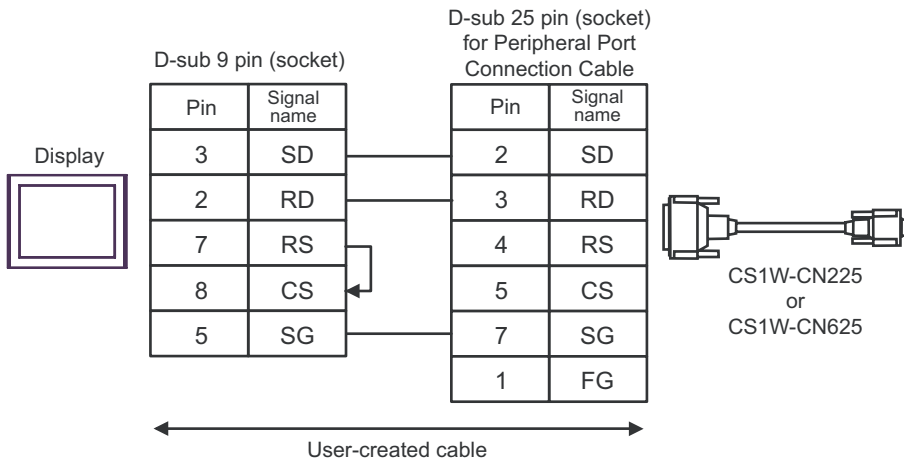 D-sub 25 pin (socket)
for Peripheral Port
Connection Cable
D-sub 9 pin (socket)
Display
Pin Signal name
3 SD
2 RD
7 RS
8 CS
5 SG
Pin Signal name
2 SD
3 RD
4 RS
5 CS
7 SG
1 FG
CS1W-CN225
or
CS1W-CN625
User-created cable